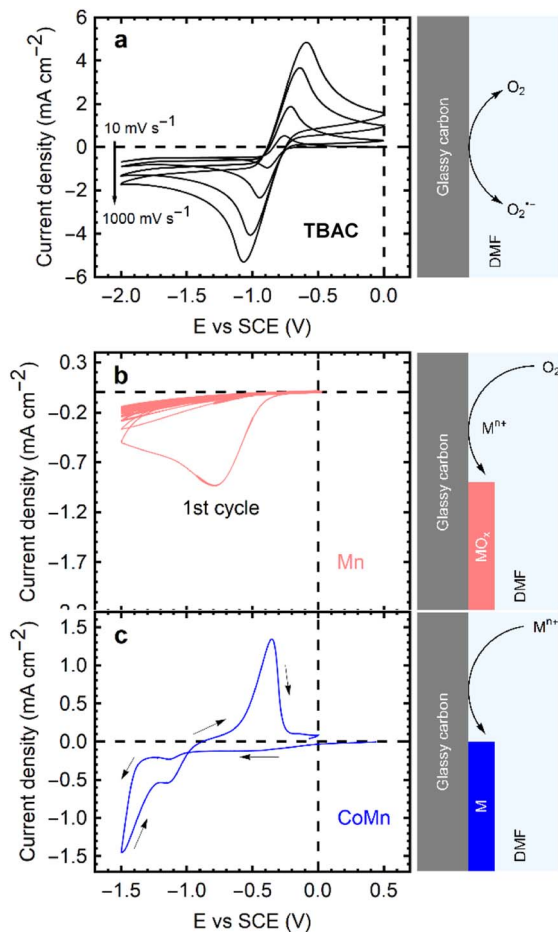 a
Current density (mA cm−2)
6
4
2
0
−2
−4
−6
10 mV s−1
1000 mV s−1
TBAC
−2.0 −1.5 −1.0 −0.5 0.0
E vs SCE (V)
Glassy carbon
O2
O2•−
DMF
b
Current density (mA cm−2)
0.3
−0.2
−0.7
−1.2
−1.7
1st cycle
Mn
Glassy carbon
O2
Mn+
MOx
DMF
c
Current density (mA cm−2)
1.5
1.0
0.5
0.0
−0.5
−1.0
−1.5
CoMn
−1.5 −1.0 −0.5 0.0 0.5
E vs SCE (V)
Glassy carbon
Mn+
M
DMF